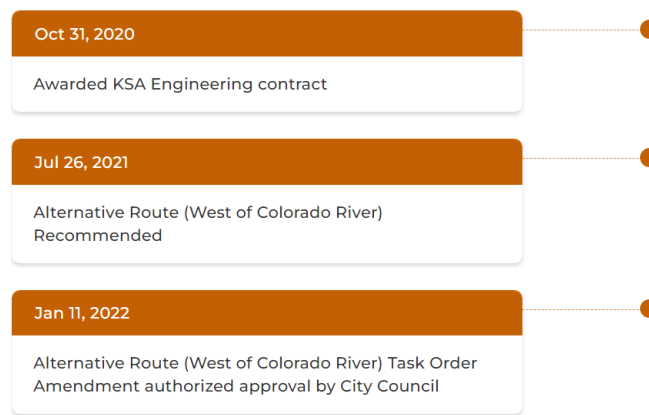 Oct 31, 2020
Awarded KSA Engineering contract
Jul 26, 2021
Alternative Route (West of Colorado River)
Recommended
Jan 11, 2022
Alternative Route (West of Colorado River) Task Order
Amendment authorized approval by City Council